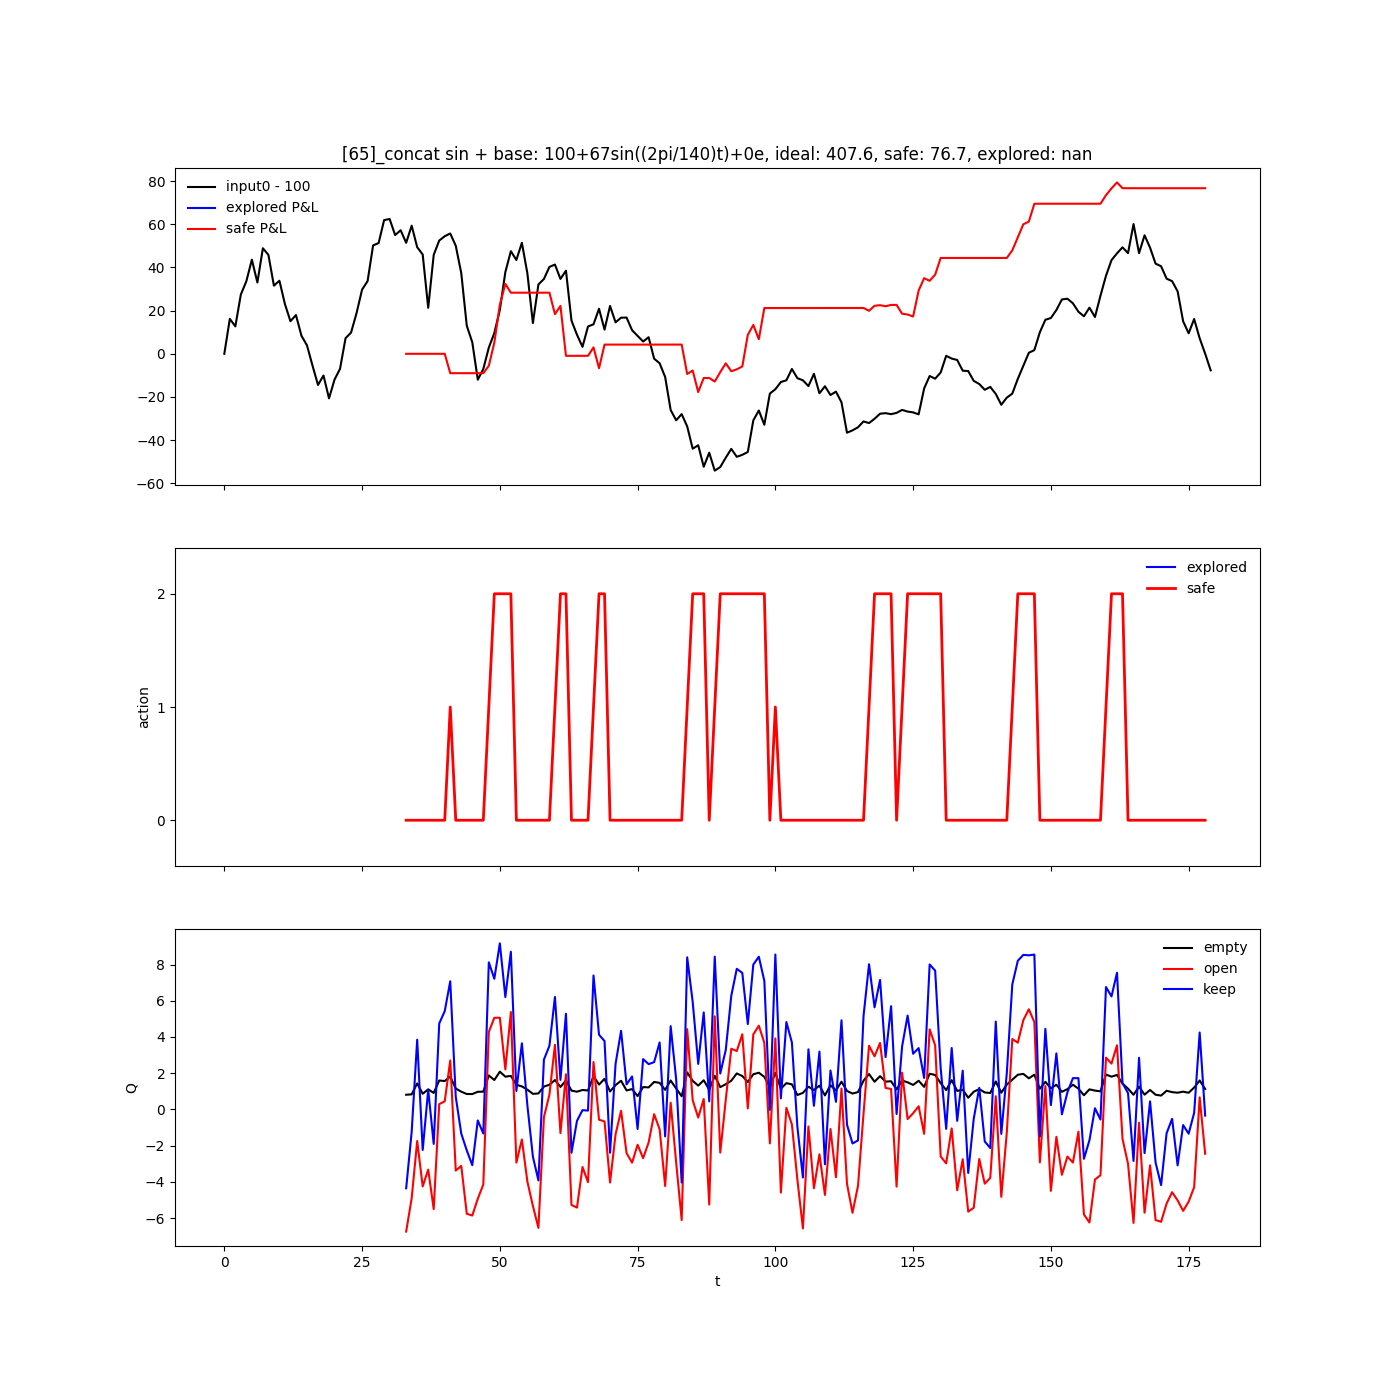 [65]_concat sin + base: 100+67sin((2pi/140)t)+0e, ideal: 407.6, safe: 76.7, explored: nan
80
60
40
20
0
−20
−40
−60
input0 - 100
explored P&L
safe P&L
action
2
1
0
explored
safe
Q
8
6
4
2
0
−2
−4
−6
empty
open
keep
0 25 50 75 100 125 150 175
t